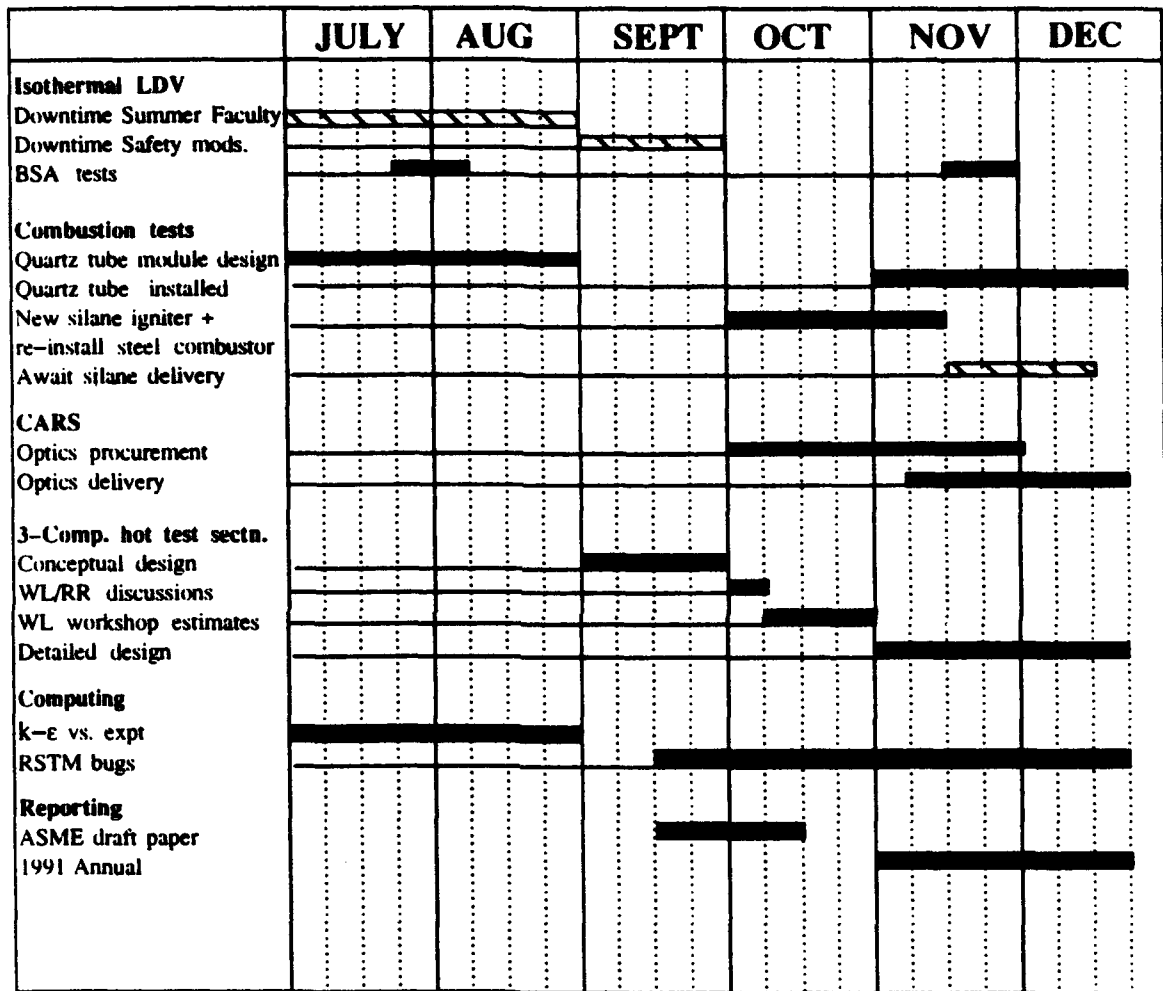 JULY AUG SEPT OCT NOV DEC
Isothermal LDV
Downtime Summer Faculty
Downtime Safety mods.
BSA tests
Combustion tests
Quartz tube module design
Quartz tube installed
New silane igniter +
re-install steel combustor
Await silane delivery
CARS
Optics procurement
Optics delivery
3-Comp. hot test sectn.
Conceptual design
WL/RR discussions
WL workshop estimates
Detailed design
Computing
k-ε vs. expt
RSTM bugs
Reporting
ASME draft paper
1991 Annual